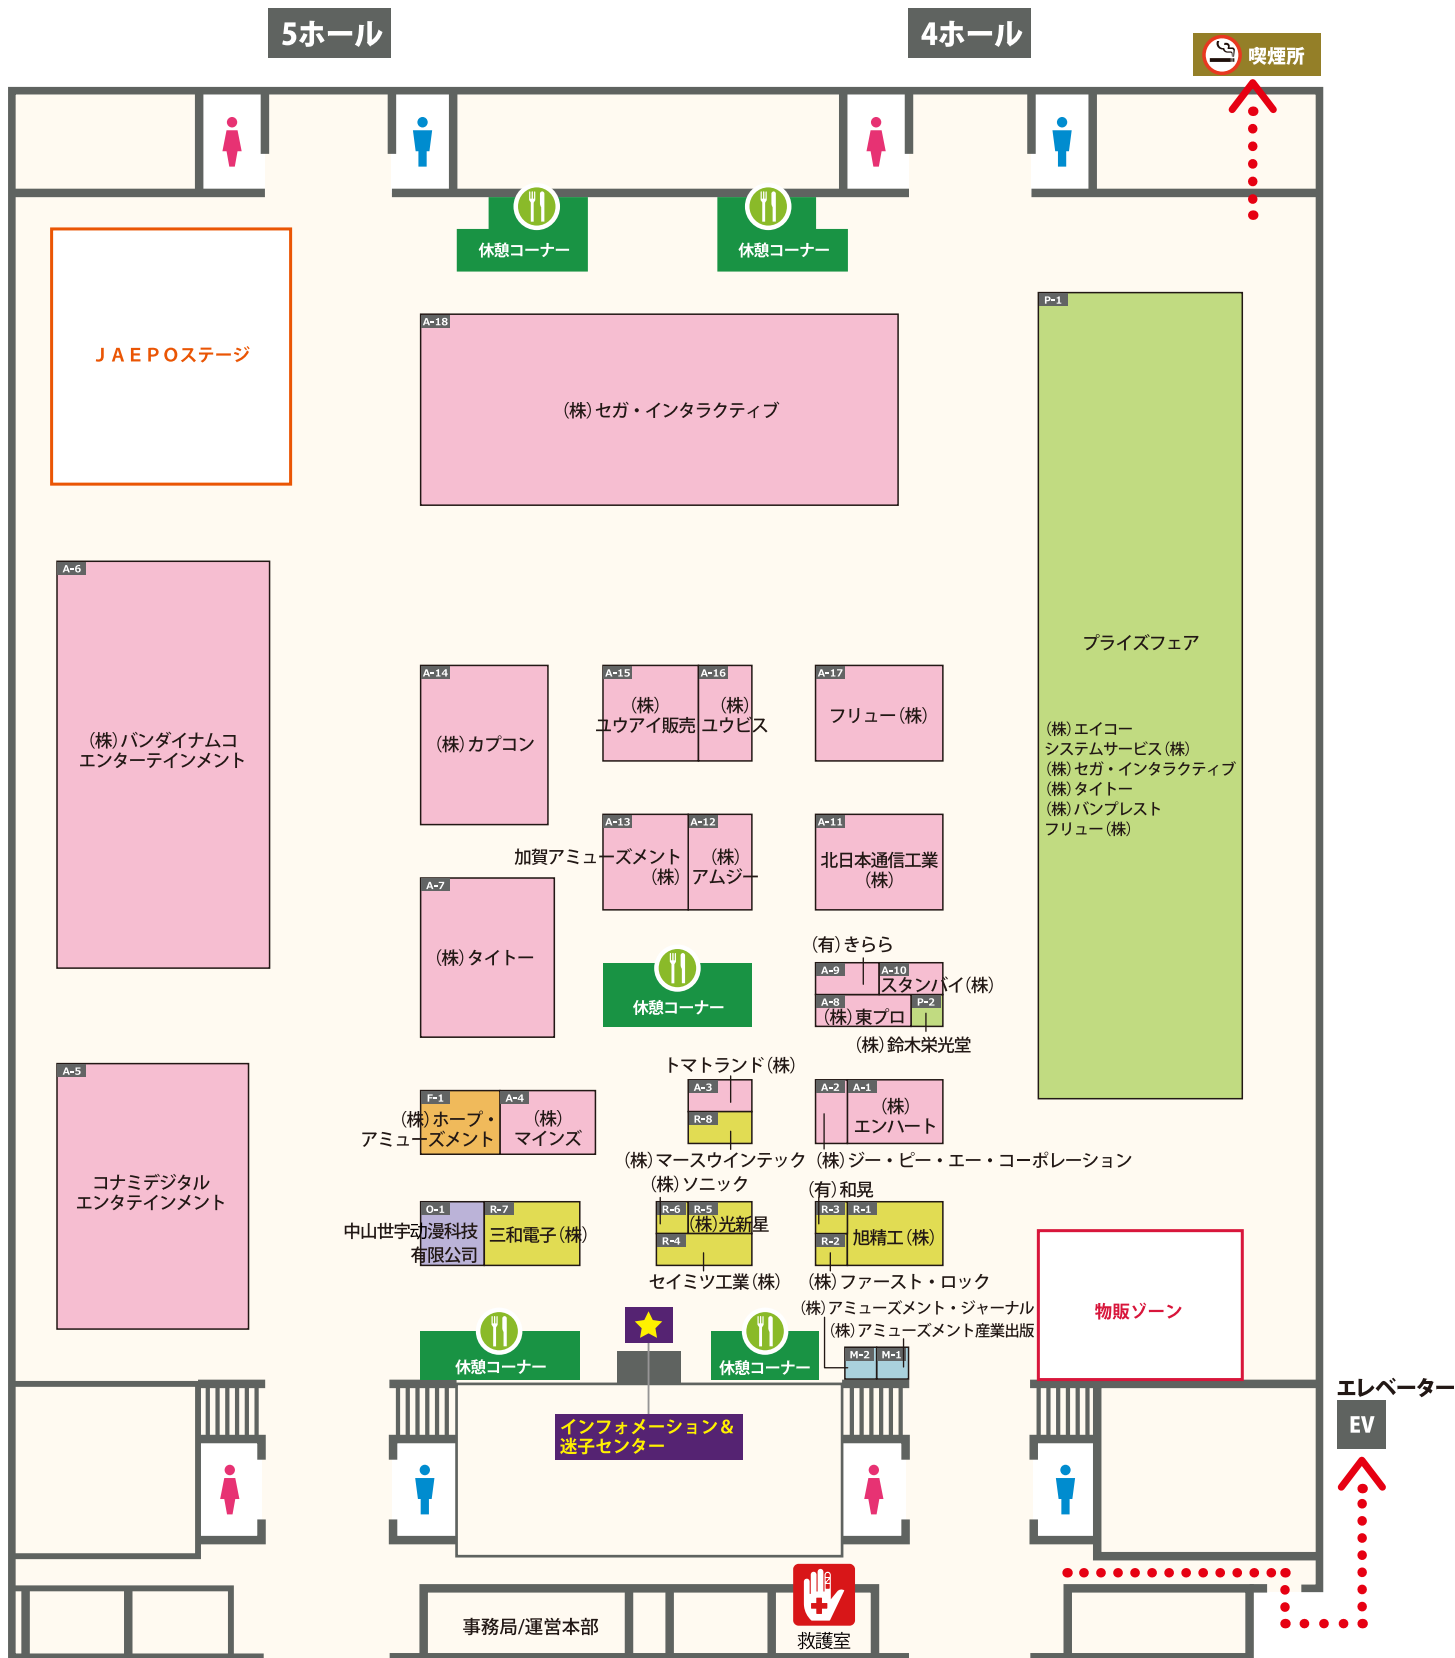 5ホール
4ホール
喫煙所
休憩コーナー
休憩コーナー
JAEPOステージ
P-1
プライズフェア
(株)エイコー
システムサービス(株)
(株)セガ・インタラクティブ
(株)タイトー
(株)バンプレスト
フリュー(株)
A-18
(株)セガ・インタラクティブ
A-6
(株)バンダイナムコ
エンターテインメント
A-14
(株)カプコン
A-15
(株)
ユウアイ販売
A-16
(株)
ユウビス
A-17
フリュー(株)
A-13
加賀アミューズメント
(株)
A-12
(株)
アムジー
A-11
北日本通信工業
(株)
A-7
(株)タイトー
休憩コーナー
(有)きらら
A-9
A-10
スタンバイ(株)
A-8
(株)東プロ
P-2
(株)鈴木栄光堂
A-5
コナミデジタル
エンタテインメント
F-1
(株)ホープ・
アミューズメント
A-4
(株)
マインズ
トマトランド(株)
A-3
R-8
(株)マースウインテック
A-2
A-1
(株)
エンハート
(株)ジー・ピー・エー・コーポレーション
O-1
中山世宇动漫科技
有限公司
R-7
三和電子(株)
(株)ソニック
R-6
R-5
(株)光新星
R-4
セイミツ工業(株)
(有)和晃
R-3
R-1
旭精工(株)
R-2
(株)ファースト・ロック
(株)アミューズメント・ジャーナル
(株)アミューズメント産業出版
M-2
M-1
物販ゾーン
休憩コーナー
休憩コーナー
インフォメーション&
迷子センター
エレベーター
EV
事務局/運営本部
救護室